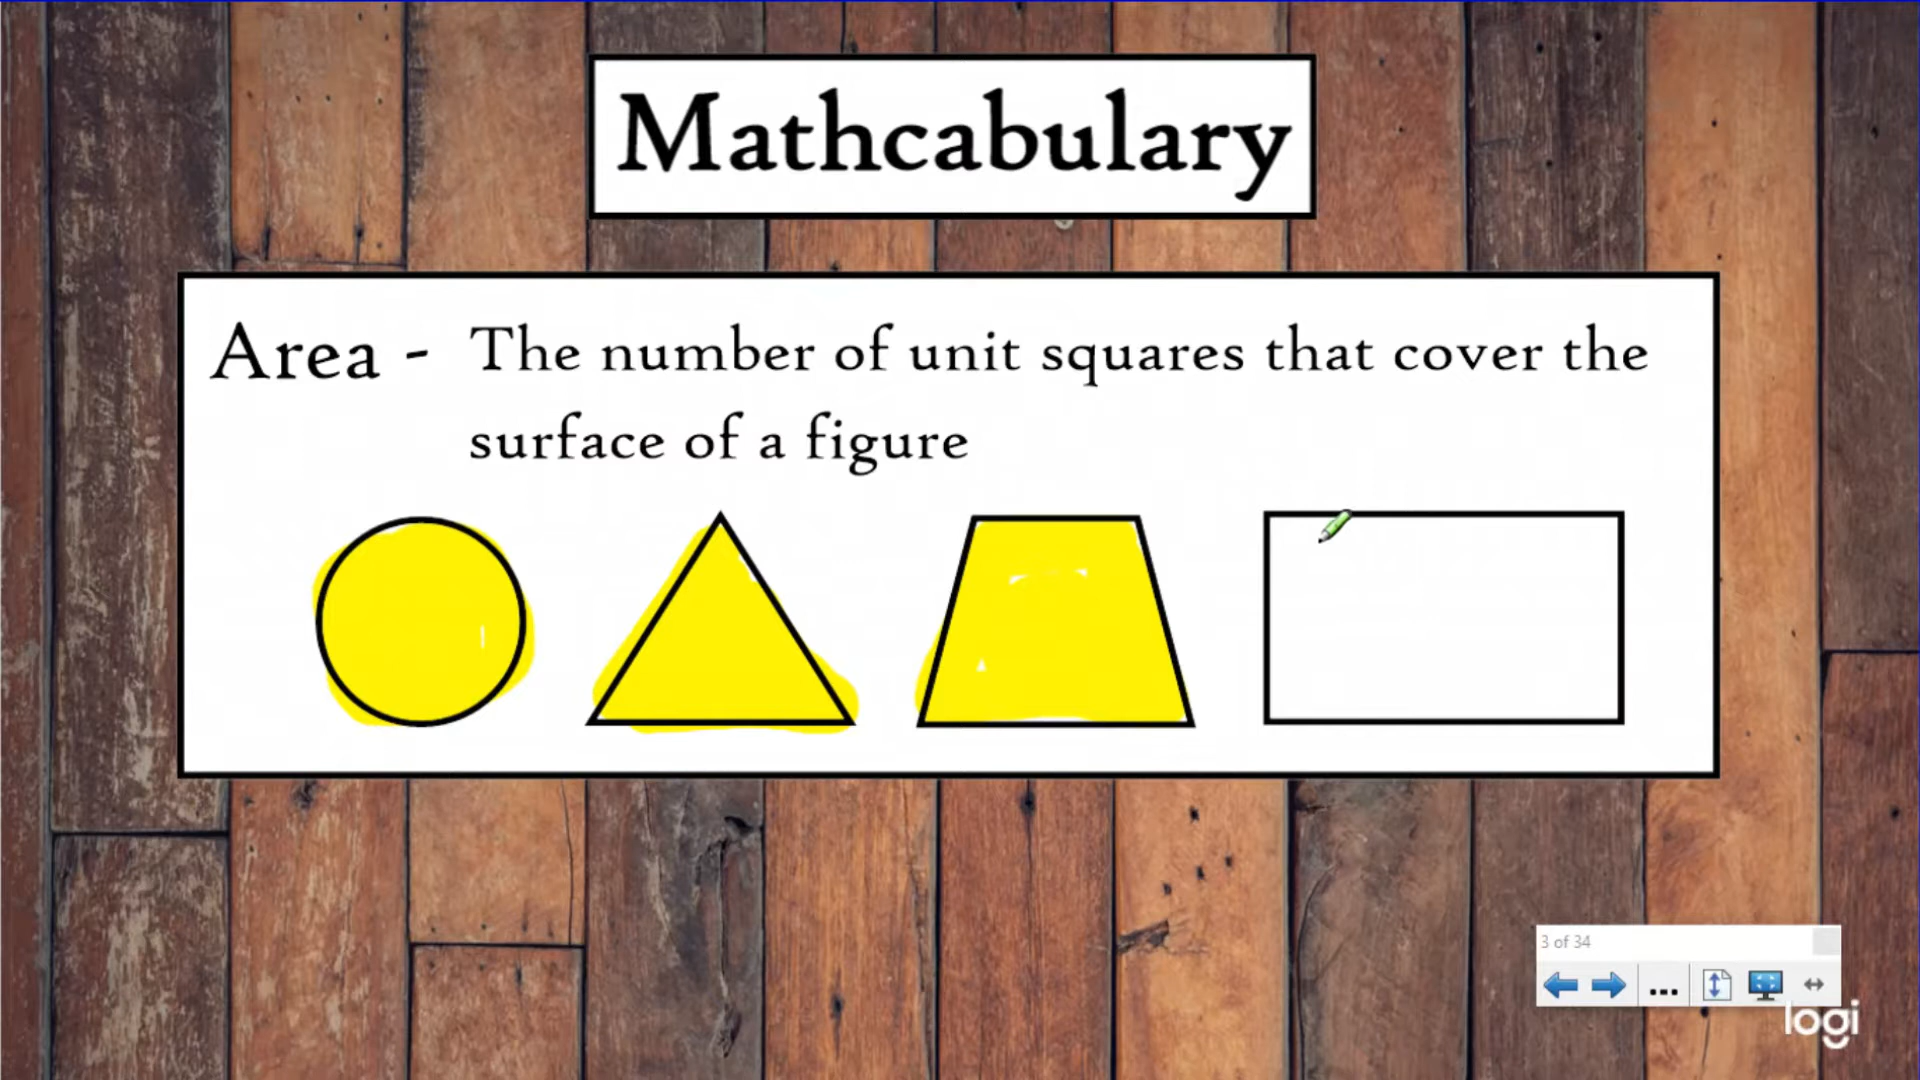 Mathcabulary
Area - The number of unit squares that cover the
surface of a figure
3 of 34
...
logi